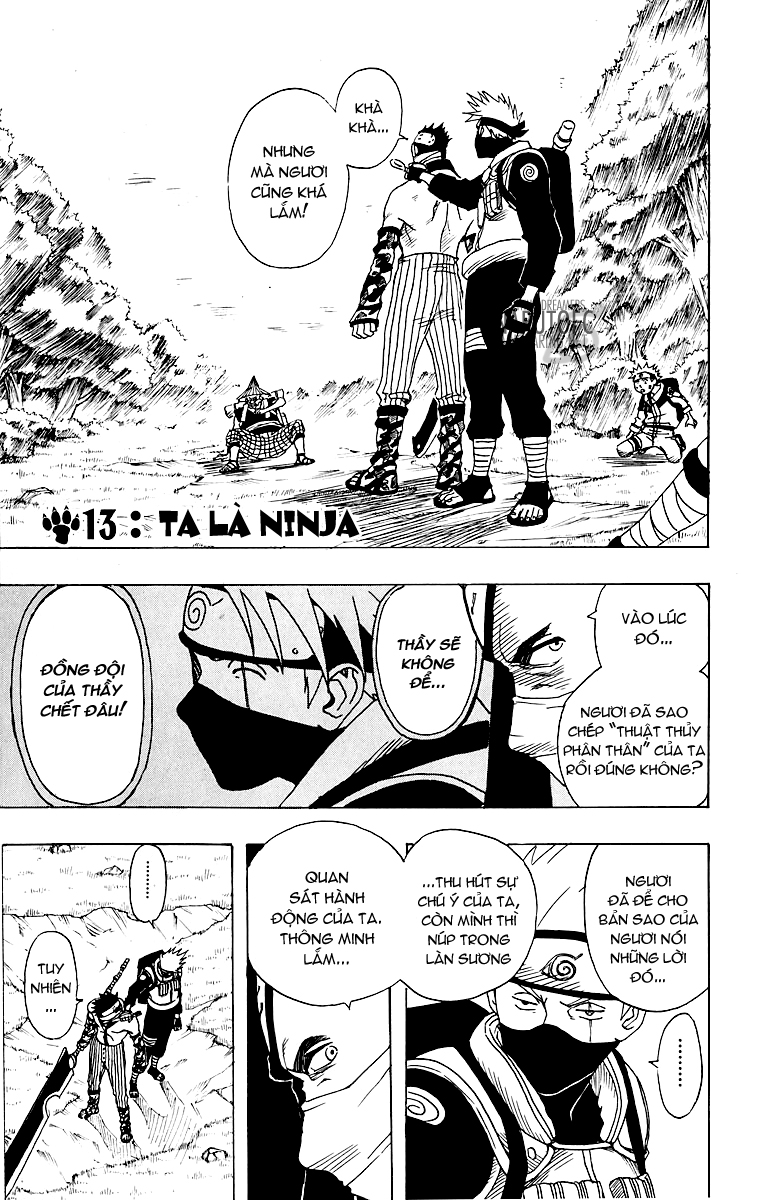 KHÀ
KHÀ...
NHƯNG
MÀ NGƯƠI
CŨNG KHÁ
LẮM!
13 : TA LÀ NINJA
VÀO LÚC
ĐÓ...
NGƯƠI ĐÃ SAO
CHÉP "THUẬT THỦY
PHÂN THÂN" CỦA TA
RỒI ĐÚNG KHÔNG?
THẦY SẼ
KHÔNG
ĐỂ...
ĐỒNG ĐỘI
CỦA THẦY
CHẾT ĐÂU!
NGƯƠI
ĐÃ ĐỂ CHO
BẢN SAO CỦA
NGƯƠI NÓI
NHỮNG LỜI
ĐÓ...
........
...THU HÚT SỰ
CHÚ Ý CỦA TA,
CÒN MÌNH THÌ
NÚP TRONG
LÀN SƯƠNG
QUAN
SÁT HÀNH
ĐỘNG CỦA TA.
THÔNG MINH
LẮM...
........
TUY
NHIÊN
...